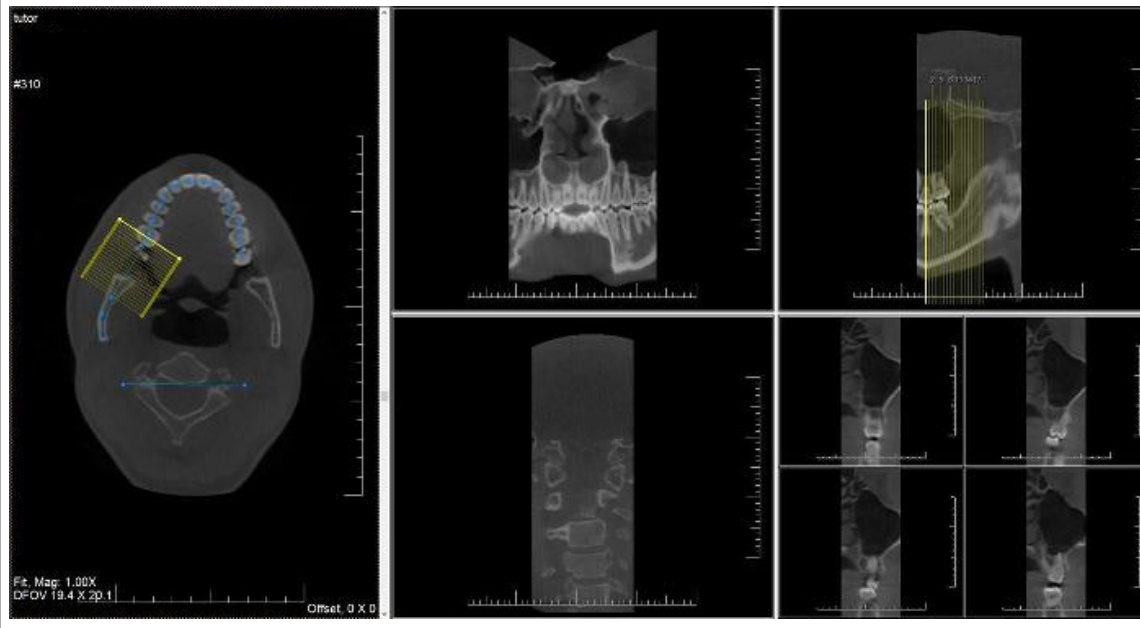 tutor
#310
Fit, Mag: 1.00X
DFOV 19.4 X 20.1
Offset, 0 X 0